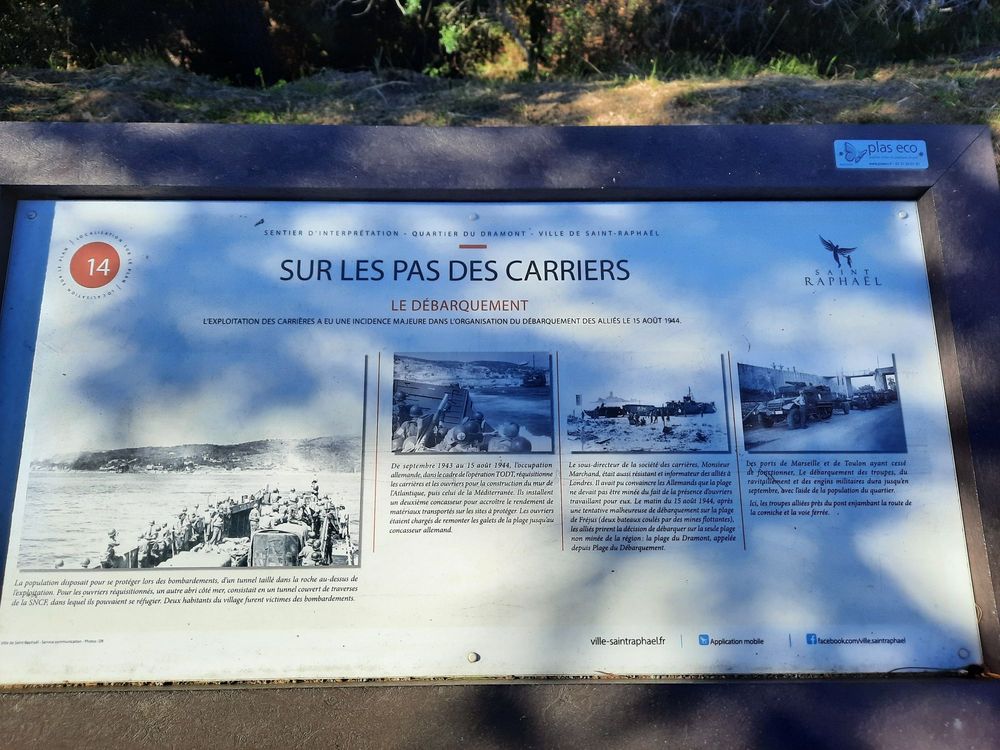 plas eco
SENTIER D'INTERPRÉTATION - QUARTIER DU DRAMONT - VILLE DE SAINT-RAPHAËL
LOCALISATION SUR LE PLAN
14
SUR LES PAS DES CARRIERS
SAINT
RAPHAËL
LE DÉBARQUEMENT
L'EXPLOITATION DES CARRIÈRES A EU UNE INCIDENCE MAJEURE DANS L'ORGANISATION DU DÉBARQUEMENT DES ALLIÉS LE 15 AOÛT 1944.
La population disposait pour se protéger lors des bombardements, d'un tunnel taillé dans la roche au-dessus de
l'exploitation. Pour les ouvriers réquisitionnés, un autre abri côté mer, consistait en un tunnel couvert de traverses
de la SNCF, dans lequel ils pouvaient se réfugier. Deux habitants du village furent victimes des bombardements.
De septembre 1943 au 15 août 1944, l'occupation
allemande, dans le cadre de l'opération TODT, réquisitionne
les carrières et les ouvriers pour la construction du mur de
l'Atlantique, puis celui de la Méditerranée. Ils installent
un deuxième concasseur pour accroître le rendement de
matériaux transportés sur les sites à protéger. Les ouvriers
étaient chargés de remonter les galets de la plage jusqu'au
concasseur allemand.
Le sous-directeur de la société des carrières, Monsieur
Marchand, était aussi résistant et informateur des alliés à
Londres. Il avait pu convaincre les Allemands que la plage
ne devait pas être minée du fait de la présence d'ouvriers
travaillant pour eux. Le matin du 15 août 1944, après
une tentative malheureuse de débarquement sur la plage
de Fréjus (deux bateaux coulés par des mines flottantes),
les alliés prirent la décision de débarquer sur la seule plage
non minée de la région : la plage du Dramont, appelée
depuis Plage du Débarquement.
Les ports de Marseille et de Toulon ayant cessé
de fonctionner, Le débarquement des troupes, du
ravitaillement et des engins militaires dura jusqu'en
septembre, avec l'aide de la population du quartier.
Ici, les troupes alliées près du pont enjambant la route de
la corniche et la voie ferrée.
Ville de Saint-Raphaël - Service communication - Photos : DR
ville-saintraphael.fr
Application mobile
facebook.com/ville.saintraphael